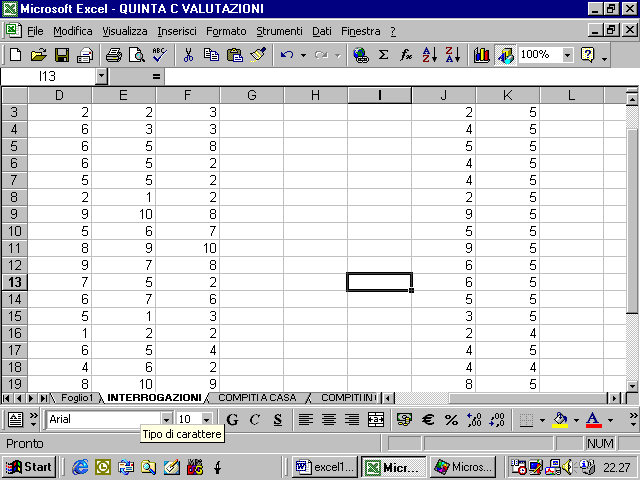 Microsoft Excel - QUINTA C VALUTAZIONI
File Modifica Visualizza Inserisci Formato Strumenti Dati Finestra ?
100%
I13 =
D E F G H I J K L
3 2 2 3 2 5
4 6 3 3 4 5
5 6 5 8 5 5
6 6 5 2 4 5
7 5 5 2 4 5
8 2 1 2 2 5
9 9 10 8 9 5
10 5 6 7 5 5
11 8 9 10 9 5
12 9 7 8 6 5
13 7 5 2 6 5
14 6 7 6 5 5
15 5 1 3 3 5
16 1 2 2 2 4
17 6 5 4 4 5
18 4 6 2 4 4
19 8 10 9 8 5
Foglio1 INTERROGAZIONI COMPITI A CASA COMPITI IN
Arial 10 G C S € %
Tipo di carattere
Pronto NUM
Start excel1... Micr... Micros... 22.27